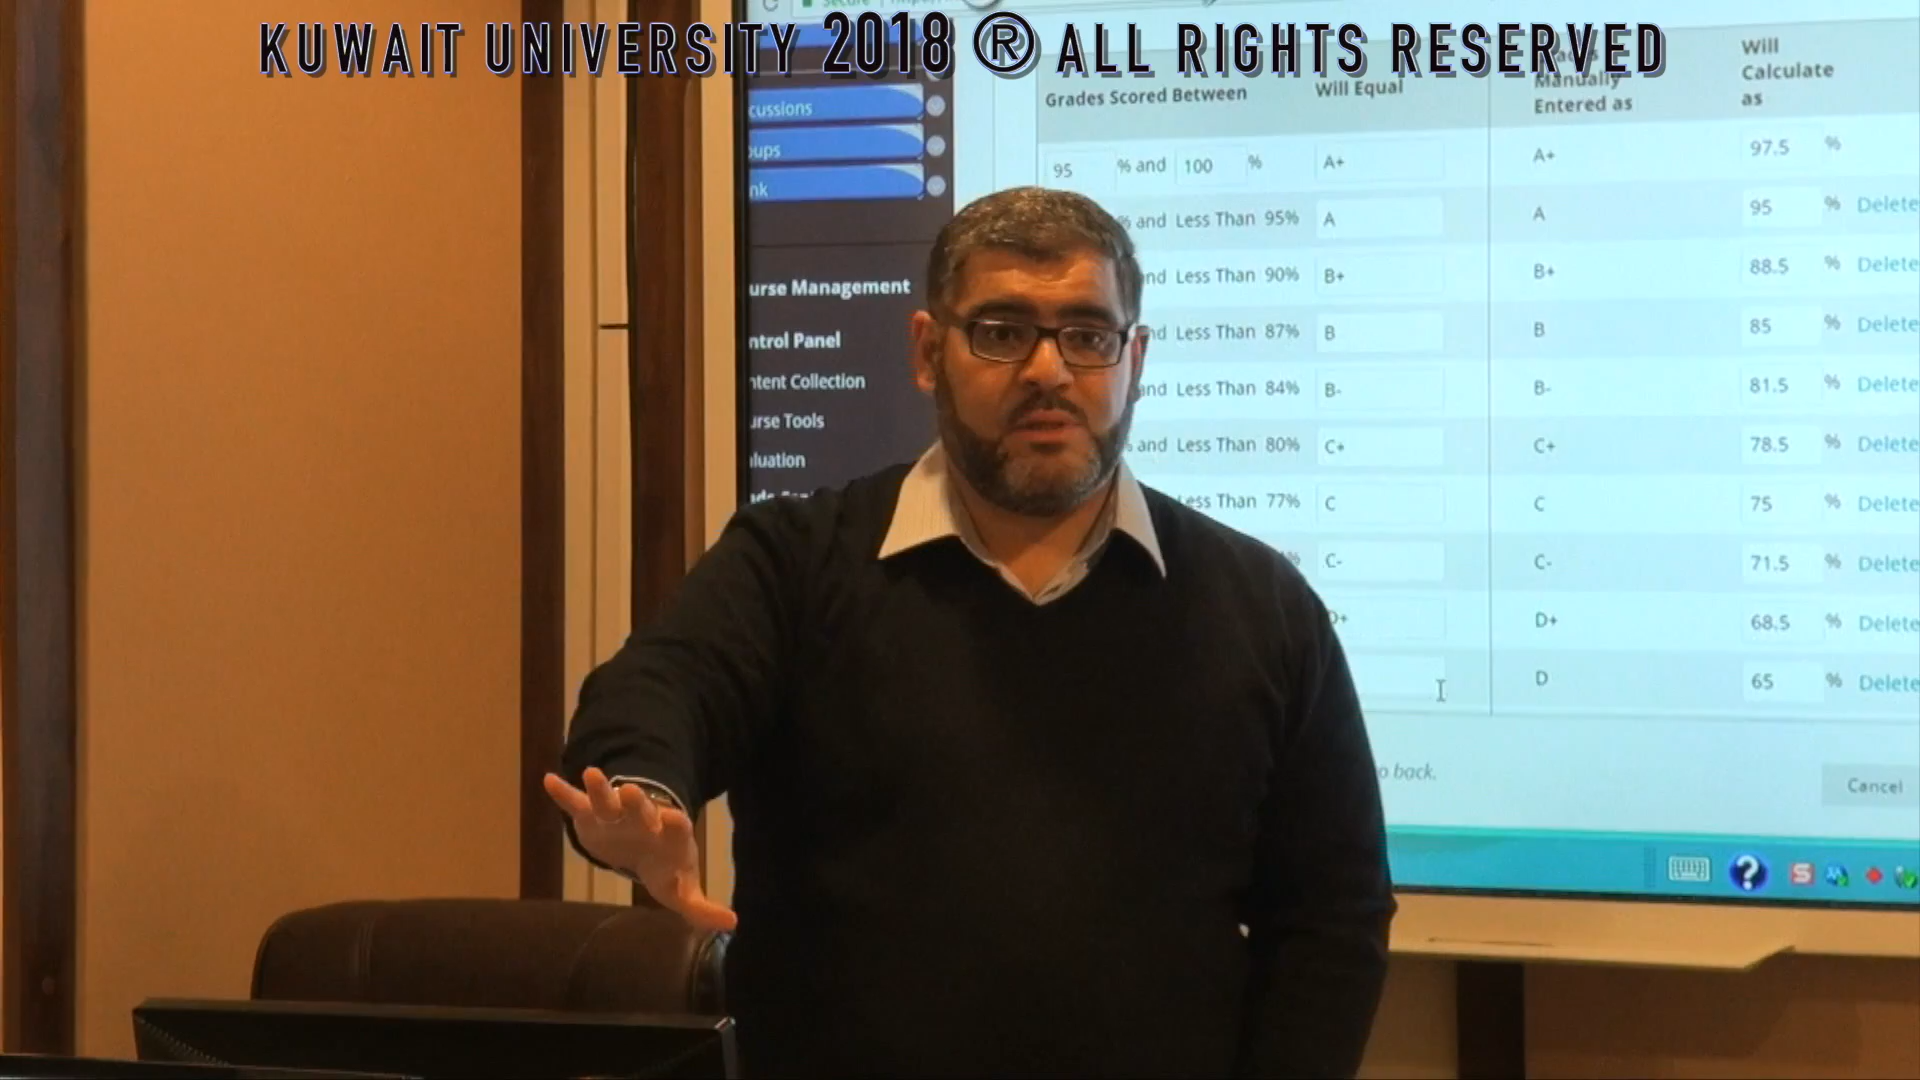 KUWAIT UNIVERSITY 2018 ® ALL RIGHTS RESERVED
Secure
cussions
oups
nk
urse Management
ntrol Panel
ntent Collection
urse Tools
luation
Grades Scored Between Will Equal Manually Entered as Will Calculate as
95 % and 100 % A+ A+ 97.5 %
% and Less Than 95% A A 95 % Delete
nd Less Than 90% B+ B+ 88.5 % Delete
nd Less Than 87% B B 85 % Delete
and Less Than 84% B- B- 81.5 % Delete
and Less Than 80% C+ C+ 78.5 % Delete
Less Than 77% C C 75 % Delete
% C- C- 71.5 % Delete
D+ D+ 68.5 % Delete
D 65 % Delete
o back.
Cancel
?
S